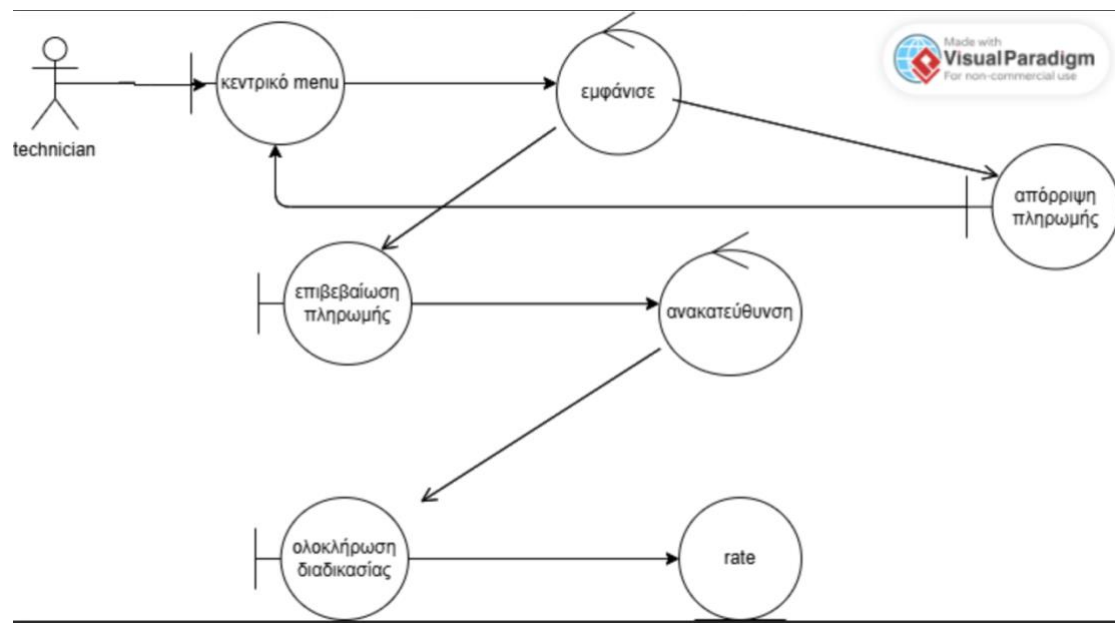 Made with
Visual Paradigm
For non-commercial use
κεντρικό menu
εμφάνισε
technician
απόρριψη
πληρωμής
επιβεβαίωση
πληρωμής
ανακατεύθυνση
ολοκλήρωση
διαδικασίας
rate